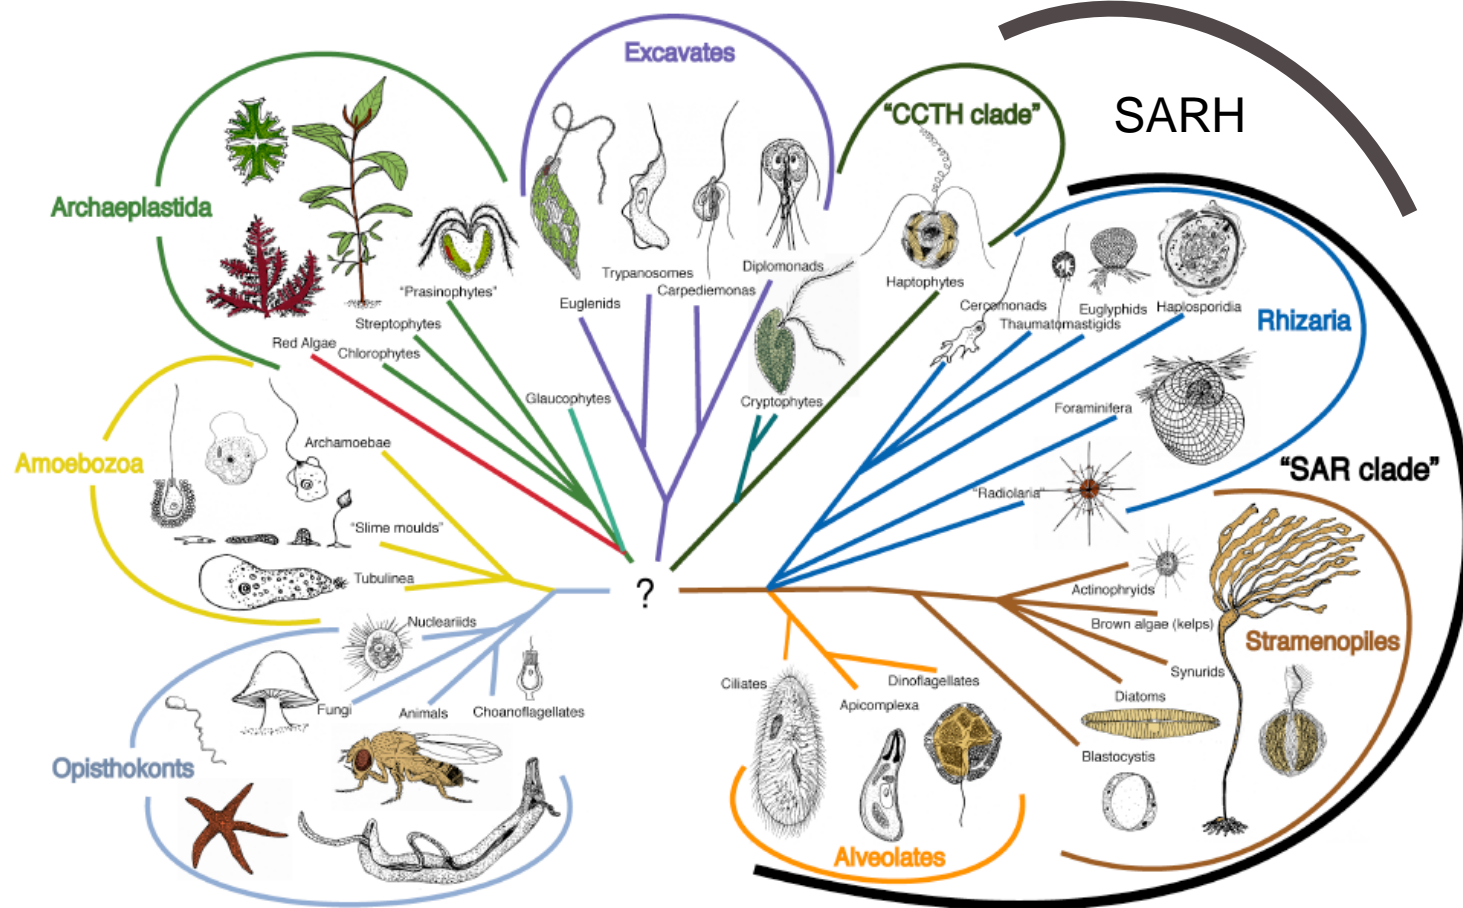 Excavates
"CCTH clade"
SARH
Archaeplastida
"Prasinophytes"
Streptophytes
Red Algae
Chlorophytes
Glaucophytes
Trypanosomes
Diplomonads
Carpediemonas
Euglenids
Cryptophytes
Haptophytes
Cercomonads
Thaumatomastigids
Euglyphids
Haplosporidia
Rhizaria
Foraminifera
"Radiolaria"
"SAR clade"
Amoebozoa
Archamoebae
"Slime moulds"
Tubulinea
?
Actinophryids
Brown algae (kelps)
Stramenopiles
Synurids
Diatoms
Blastocystis
Nucleariids
Fungi
Animals
Choanoflagellates
Opisthokonts
Ciliates
Dinoflagellates
Apicomplexa
Alveolates